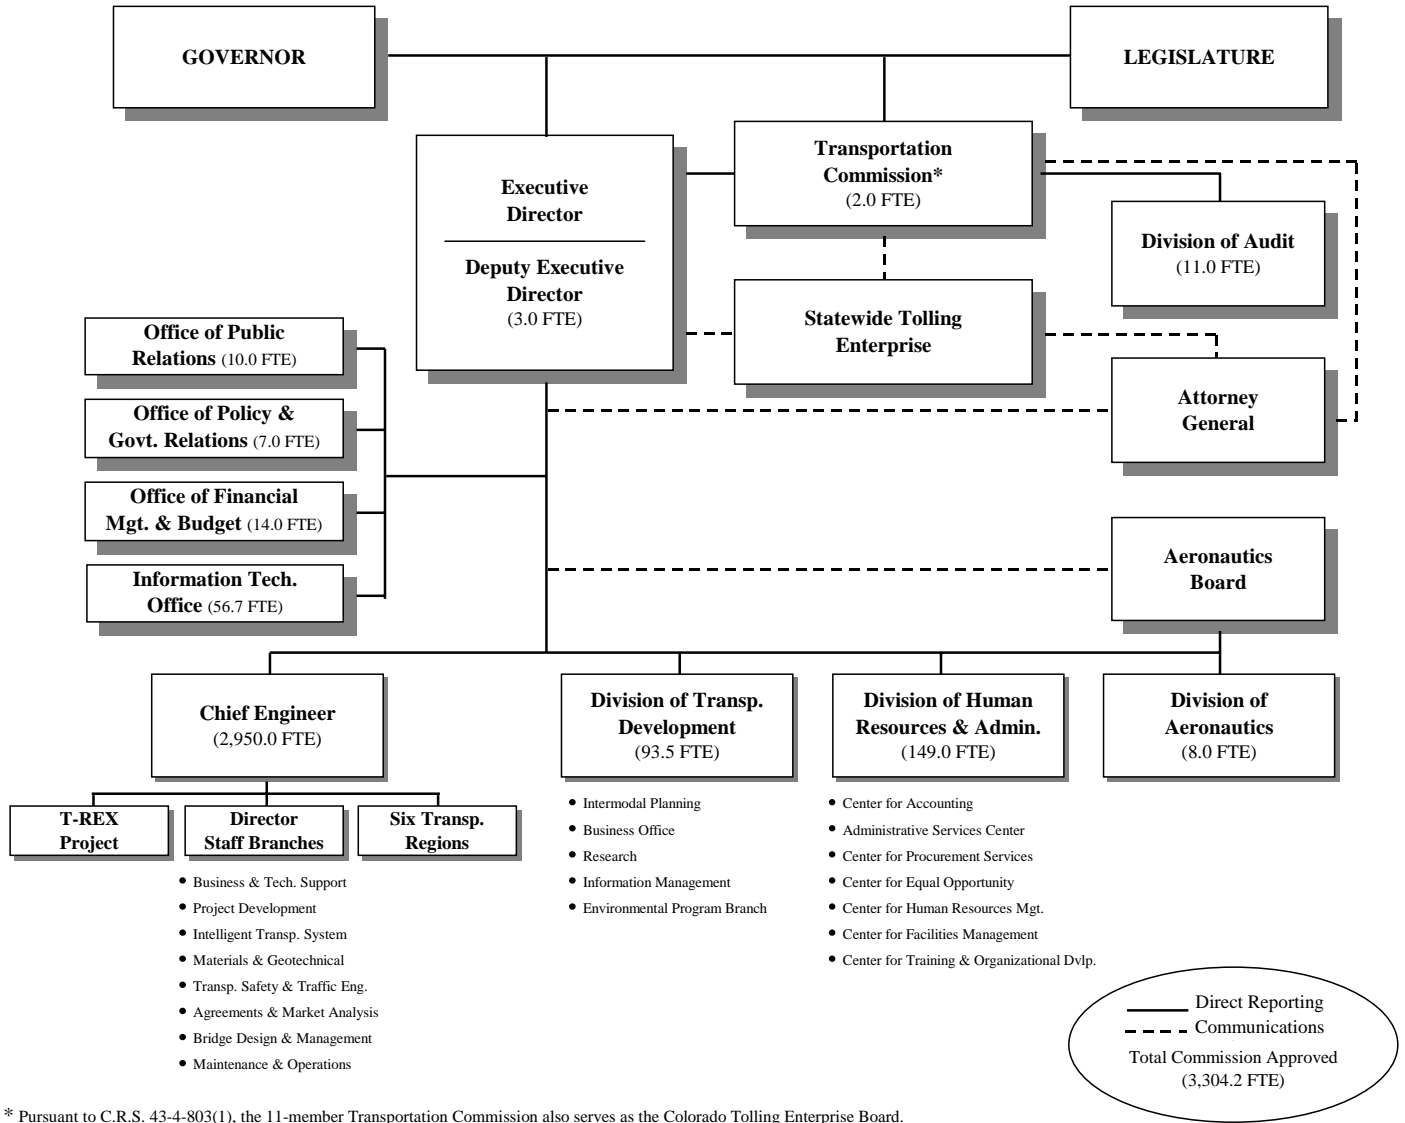 GOVERNOR
LEGISLATURE
Transportation
Commission*
(2.0 FTE)
Executive
Director
Deputy Executive
Director
(3.0 FTE)
Division of Audit
(11.0 FTE)
Statewide Tolling
Enterprise
Attorney
General
Office of Public
Relations (10.0 FTE)
Office of Policy &
Govt. Relations (7.0 FTE)
Office of Financial
Mgt. & Budget (14.0 FTE)
Information Tech.
Office (56.7 FTE)
Aeronautics
Board
Chief Engineer
(2,950.0 FTE)
Division of Transp.
Development
(93.5 FTE)
Division of Human
Resources & Admin.
(149.0 FTE)
Division of
Aeronautics
(8.0 FTE)
T-REX
Project
Director
Staff Branches
Six Transp.
Regions
• Business & Tech. Support
• Project Development
• Intelligent Transp. System
• Materials & Geotechnical
• Transp. Safety & Traffic Eng.
• Agreements & Market Analysis
• Bridge Design & Management
• Maintenance & Operations
• Intermodal Planning
• Business Office
• Research
• Information Management
• Environmental Program Branch
• Center for Accounting
• Administrative Services Center
• Center for Procurement Services
• Center for Equal Opportunity
• Center for Human Resources Mgt.
• Center for Facilities Management
• Center for Training & Organizational Dvlp.
Direct Reporting
Communications
Total Commission Approved
(3,304.2 FTE)
* Pursuant to C.R.S. 43-4-803(1), the 11-member Transportation Commission also serves as the Colorado Tolling Enterprise Board.